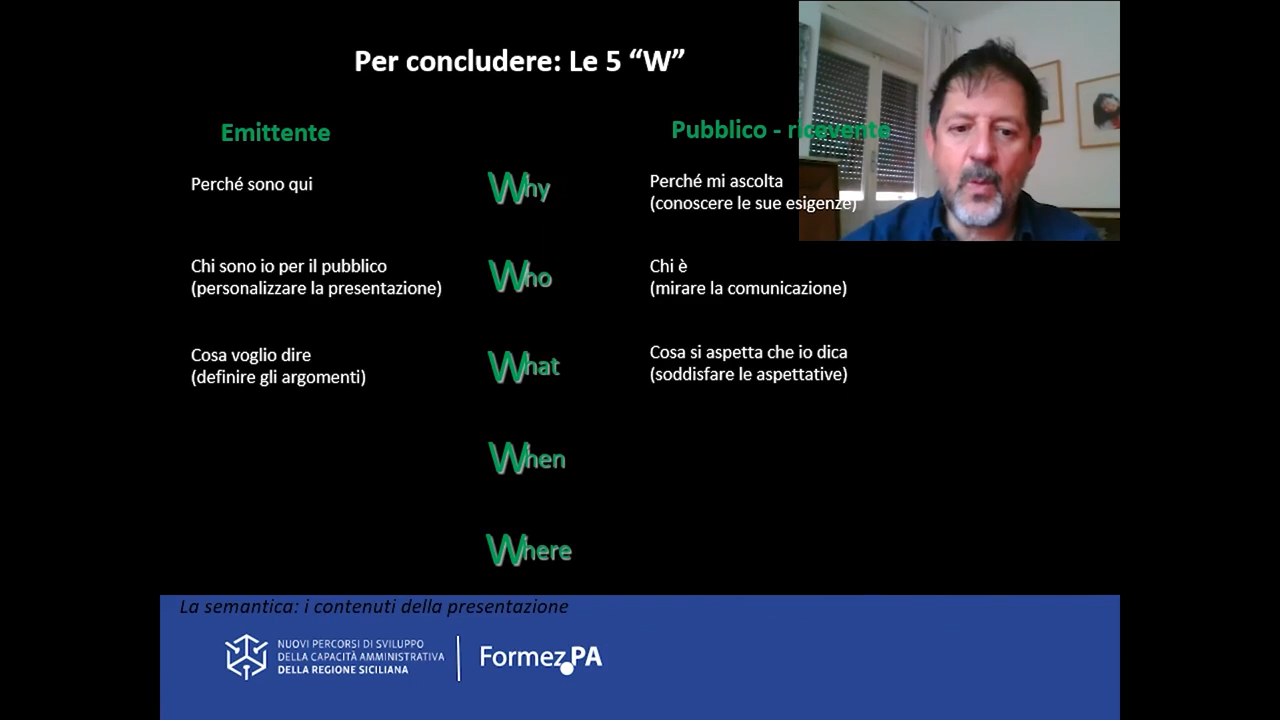 Per concludere: Le 5 “W”
Emittente
Pubblico - ricevente
Perché sono qui
Why
Perché mi ascolta
(conoscere le sue esigenze)
Chi sono io per il pubblico
(personalizzare la presentazione)
Who
Chi è
(mirare la comunicazione)
Cosa voglio dire
(definire gli argomenti)
What
Cosa si aspetta che io dica
(soddisfare le aspettative)
When
Where
La semantica: i contenuti della presentazione
NUOVI PERCORSI DI SVILUPPO
DELLA CAPACITÀ AMMINISTRATIVA
DELLA REGIONE SICILIANA
Formez.PA